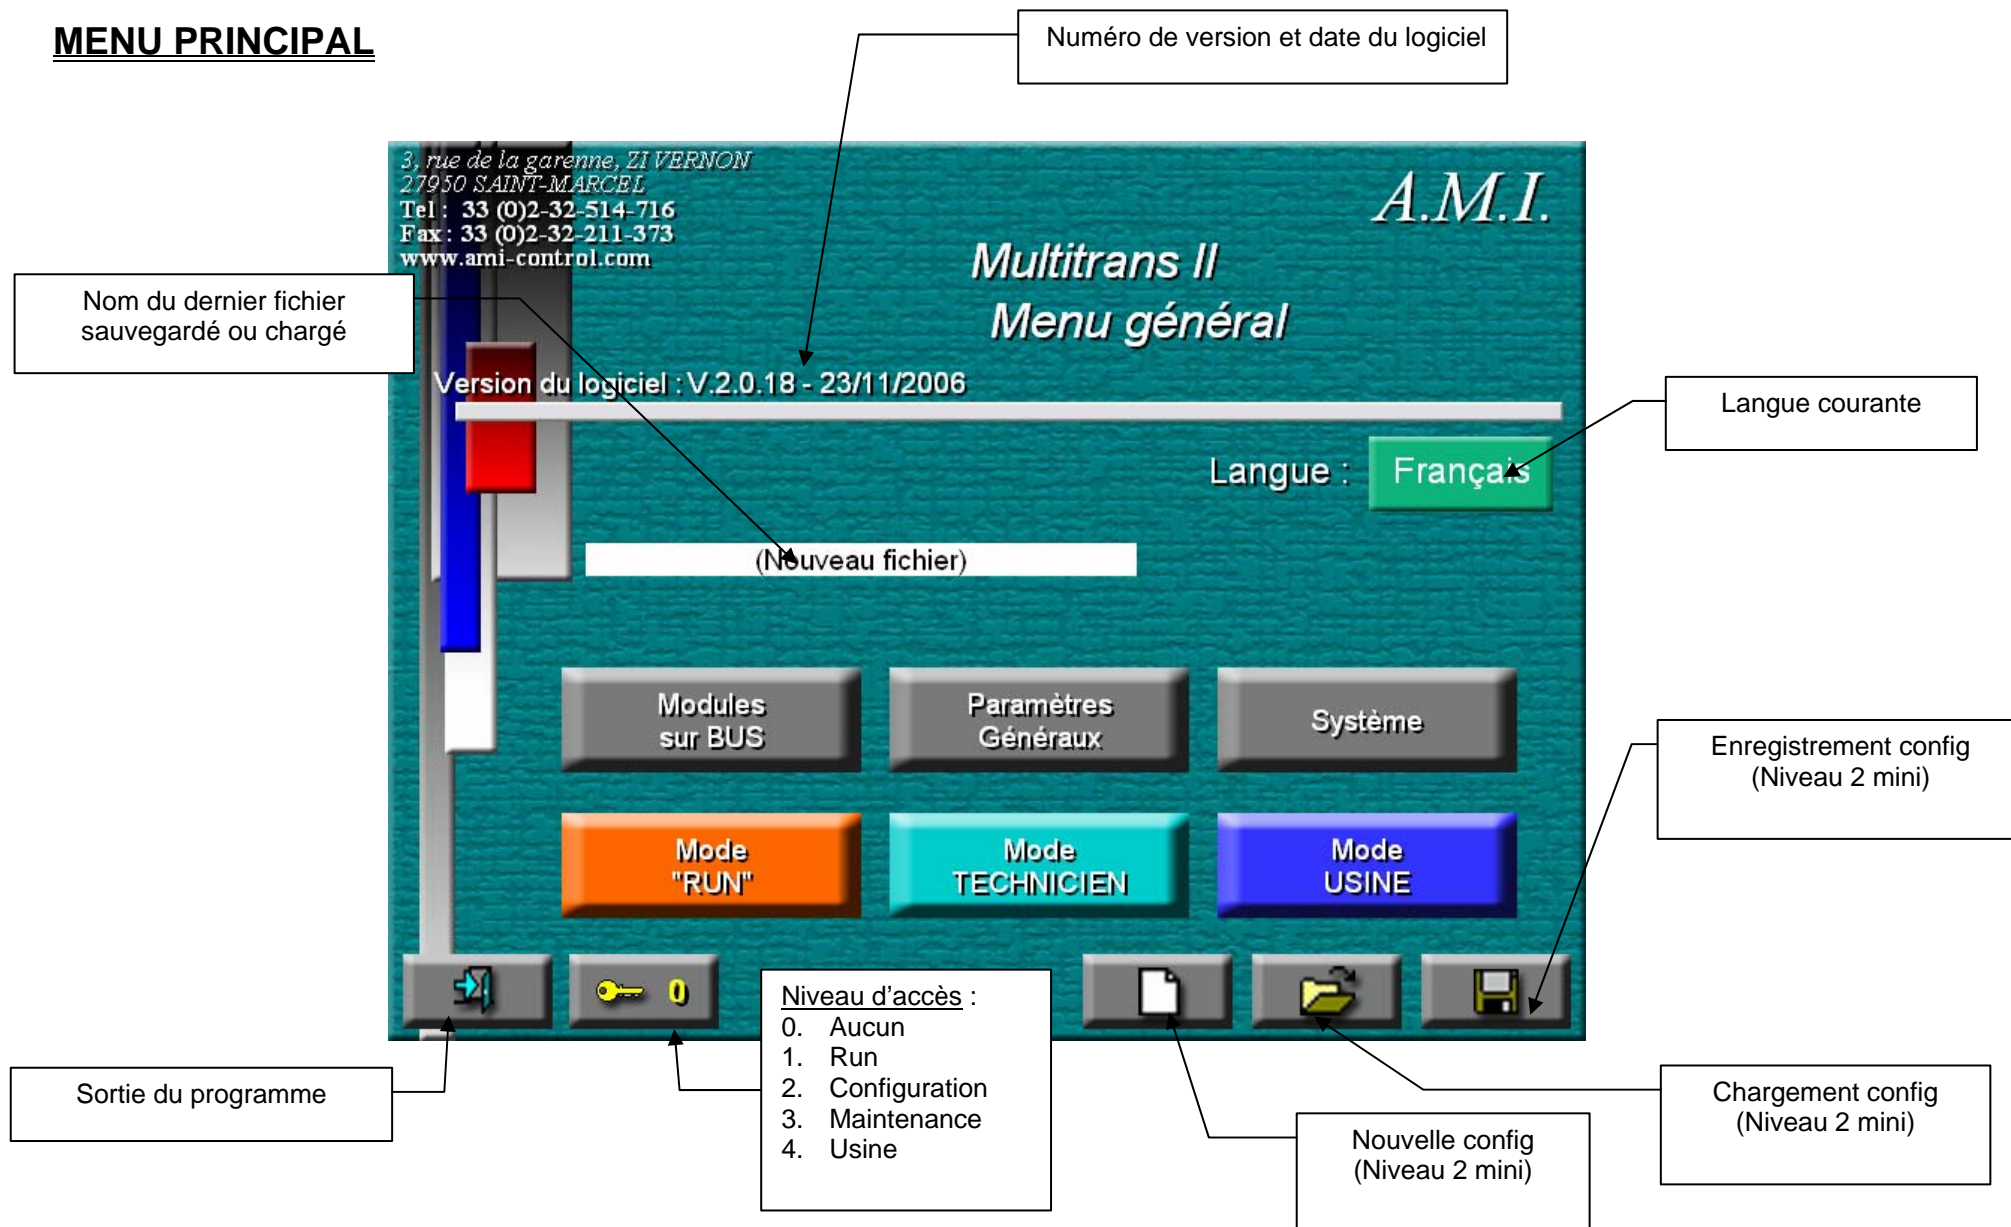 MENU PRINCIPAL
Numéro de version et date du logiciel
3, rue de la garenne, ZI VERNON
27950 SAINT-MARCEL
Tel : 33 (0)2-32-514-716
Fax : 33 (0)2-32-211-373
www.ami-control.com
A.M.I.
Multitrans II
Menu général
Nom du dernier fichier
sauvegardé ou chargé
Version du logiciel : V.2.0.18 - 23/11/2006
Langue courante
Langue :
Français
(Nouveau fichier)
Modules
sur BUS
Paramètres
Généraux
Système
Enregistrement config
(Niveau 2 mini)
Mode
"RUN"
Mode
TECHNICIEN
Mode
USINE
0
Niveau d'accès :
0. Aucun
1. Run
2. Configuration
3. Maintenance
4. Usine
Sortie du programme
Chargement config
(Niveau 2 mini)
Nouvelle config
(Niveau 2 mini)